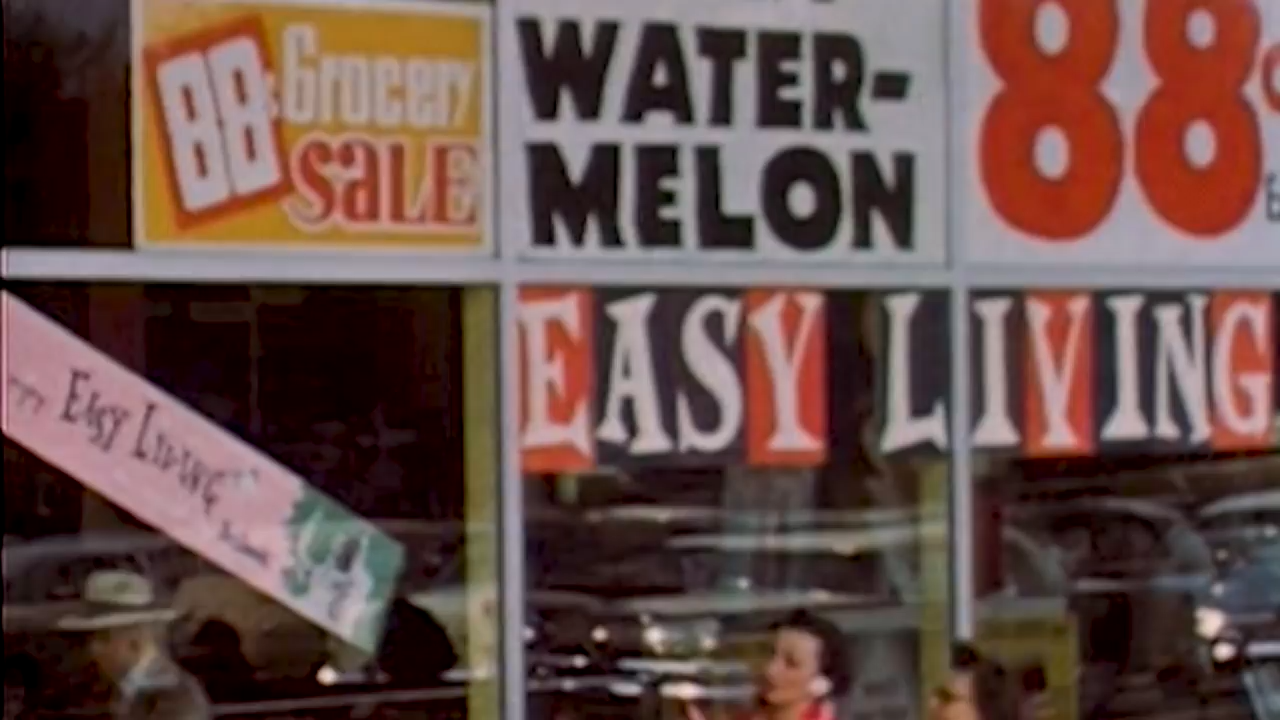 88¢ Grocery
SALE
WATER-
MELON
88¢
EASY LIVING
Easy Living